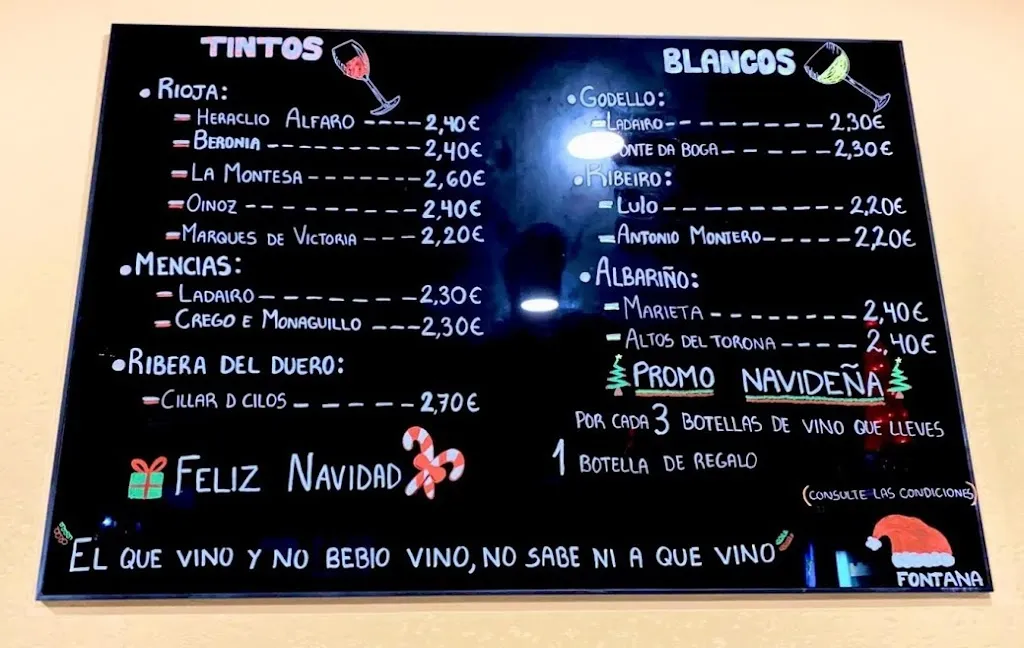 TINTOS
• RIOJA:
HERACLIO ALFARO ---- 2,40€
BERONIA --------- 2,40€
LA MONTESA ------- 2,60€
OINOZ --------- 2,40€
MARQUES DE VICTORIA --- 2,20€
• MENCIAS:
LADAIRO -------- 2,30€
CREGO E MONAGUILLO --- 2,30€
• RIBERA DEL DUERO:
CILLAR D CILOS ------ 2,70€
FELIZ NAVIDAD
BLANCOS
• GODELLO:
LADAIRO -------- 2,30€
DA BOGA ------ 2,30€
• RIBEIRO:
LULO --------- 2,20€
ANTONIO MONTERO ----- 2,20€
• ALBARIÑO:
MARIETA -------- 2,40€
ALTOS DEL TORONA ---- 2,40€
PROMO NAVIDEÑA
POR CADA 3 BOTELLAS DE VINO QUE LLEVES
1 BOTELLA DE REGALO
(CONSULTE LAS CONDICIONES)
EL QUE VINO Y NO BEBIO VINO, NO SABE NI A QUE VINO
FONTANA